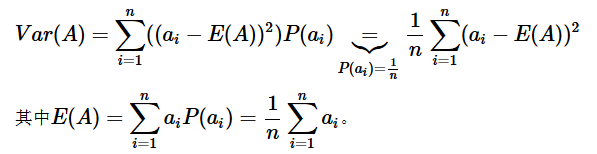 $Var(A) = \sum_{i=1}^{n} ((a_i - E(A))^2) P(a_i) \underbrace{=}_{P(a_i) = \frac{1}{n}} \frac{1}{n} \sum_{i=1}^{n} (a_i - E(A))^2$
其中$E(A) = \sum_{i=1}^{n} a_i P(a_i) = \frac{1}{n} \sum_{i=1}^{n} a_i$。